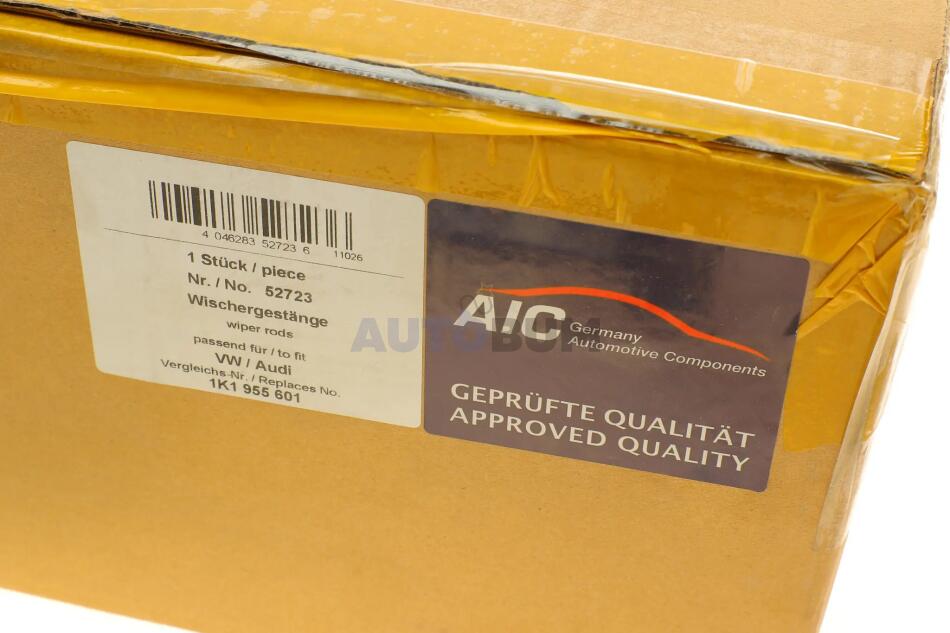 4 046283 52723 6 11026
1 Stück / piece
Nr. / No. 52723
Wischergestänge
wiper rods
passend für / to fit
VW / Audi
Vergleichs-Nr. / Replaces No.
1K1 955 601
AIC Germany
Automotive Components
GEPRÜFTE QUALITÄT
APPROVED QUALITY
AUTOBUM